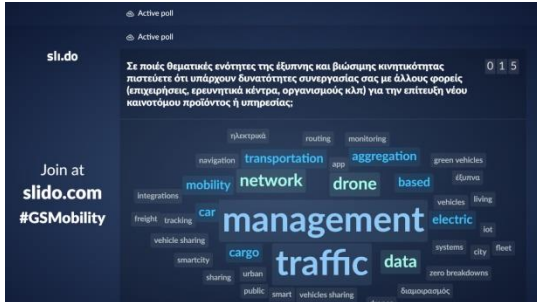 Active poll
Active poll
sli.do
Σε ποιές θεματικές ενότητες της έξυπνης και βιώσιμης κινητικότητας
πιστεύετε ότι υπάρχουν δυνατότητες συνεργασίας σας με άλλους φορείς
(επιχειρήσεις, ερευνητικά κέντρα, οργανισμούς κλπ) για την επίτευξη νέου
καινοτόμου προϊόντος ή υπηρεσίας;
0 1 5
Join at
slido.com
#GSMobility
ηλεκτρικά routing monitoring
navigation transportation app aggregation green vehicles
mobility network drone based έξυπνα
integrations vehicles living
freight tracking car management electric iot
vehicle sharing systems city fleet
smartcity cargo traffic data zero breakdowns
sharing urban
public smart vehicles sharing διαμοιρασμός